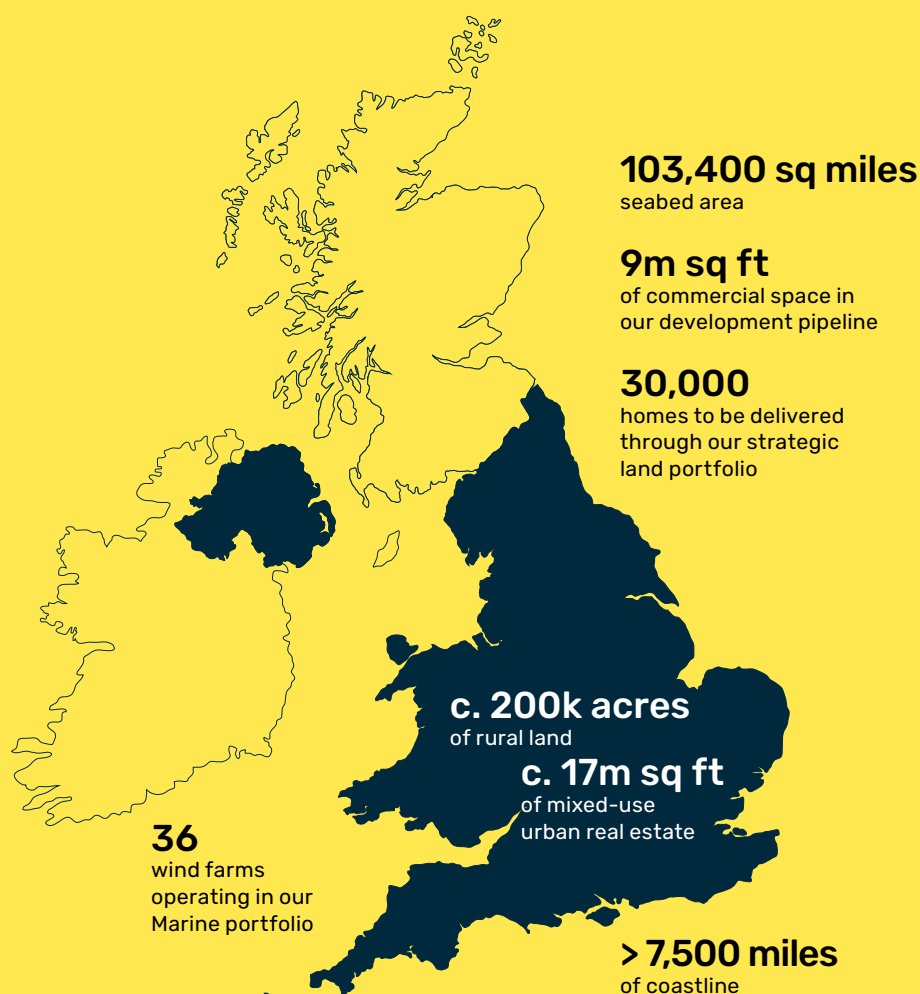 103,400 sq miles
seabed area
9m sq ft
of commercial space in
our development pipeline
30,000
homes to be delivered
through our strategic
land portfolio
c. 200k acres
of rural land
c. 17m sq ft
of mixed-use
urban real estate
36
wind farms
operating in our
Marine portfolio
> 7,500 miles
of coastline